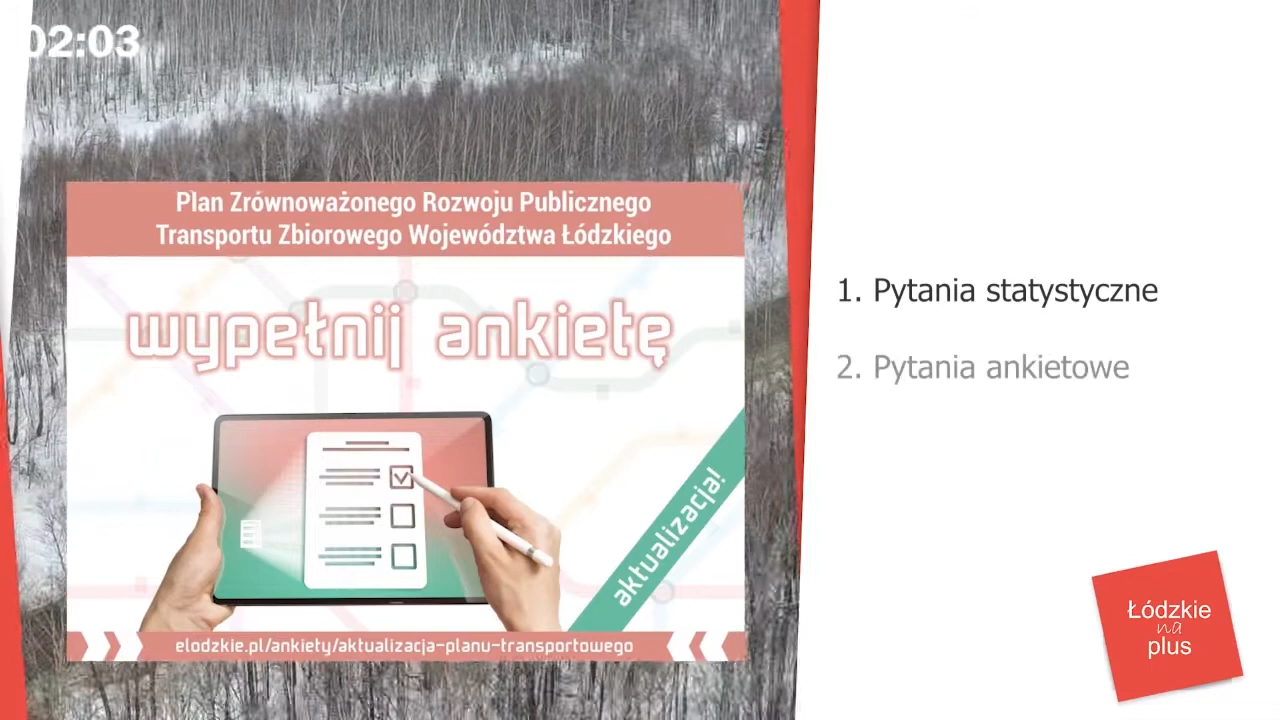 02:03
Plan Zrównoważonego Rozwoju Publicznego
Transportu Zbiorowego Województwa Łódzkiego
wypełnij ankietę
aktualizacja!
elodzkie.pl/ankiety/aktualizacja-planu-transportowego
1. Pytania statystyczne
2. Pytania ankietowe
Łódzkie
na
plus